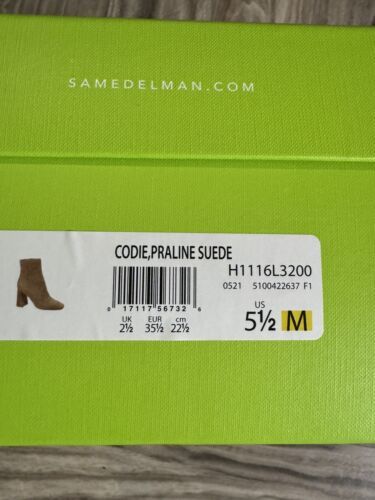 SAMEDELMAN.COM
CODIE,PRALINE SUEDE
H1116L3200
0521 5100422637 F1
0 17117 56732 6
UK EUR cm
2½ 35½ 22½
US
5½ M